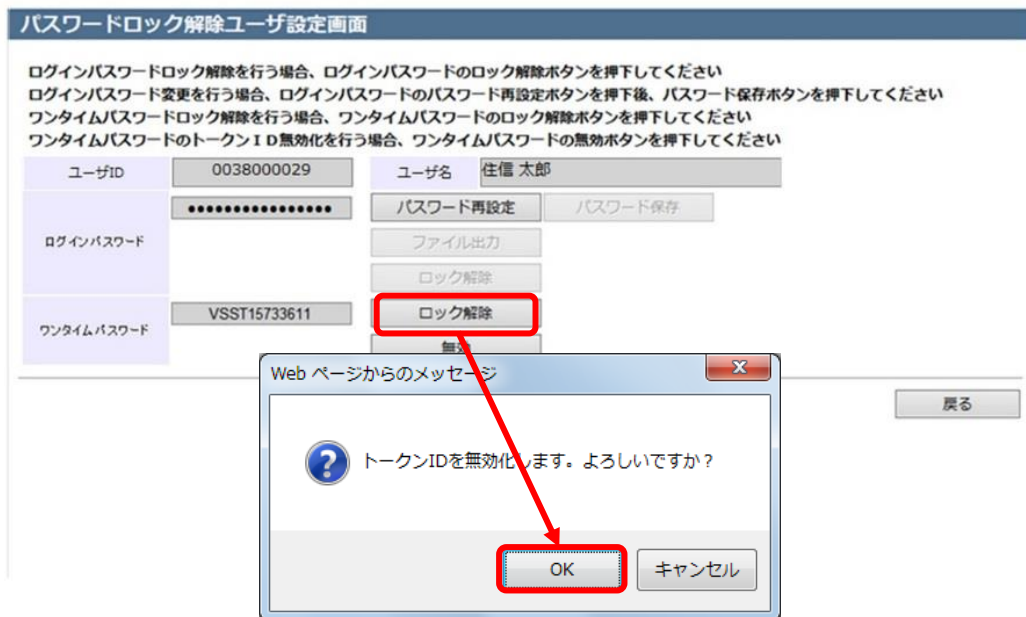 パスワードロック解除ユーザ設定画面
ログインパスワードロック解除を行う場合、ログインパスワードのロック解除ボタンを押下してください
ログインパスワード変更を行う場合、ログインパスワードのパスワード再設定ボタンを押下後、パスワード保存ボタンを押下してください
ワンタイムパスワードロック解除を行う場合、ワンタイムパスワードのロック解除ボタンを押下してください
ワンタイムパスワードのトークンＩＤ無効化を行う場合、ワンタイムパスワードの無効ボタンを押下してください
ユーザID 0038000029 ユーザ名 住信 太郎
●●●●●●●●●●●●●●●● パスワード再設定 パスワード保存
ログインパスワード ファイル出力
ロック解除
VSST15733611 ロック解除
ワンタイムパスワード
無効
Web ページからのメッセージ x
戻る
トークンIDを無効化します。よろしいですか？
OK キャンセル